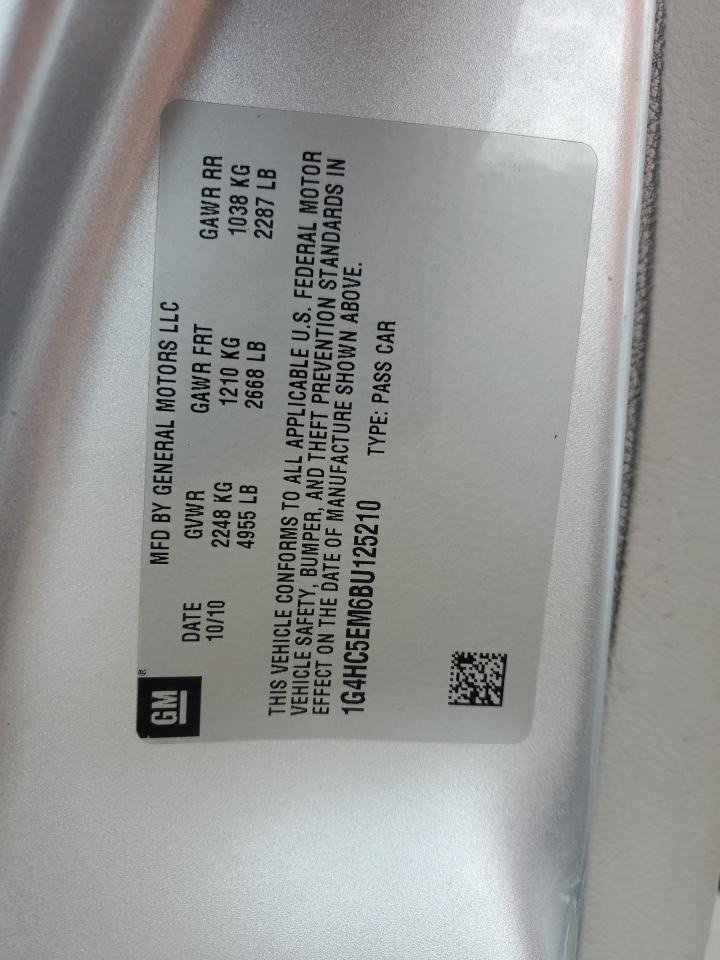 GM
MFD BY GENERAL MOTORS LLC
DATE GVWR GAWR FRT GAWR RR
10/10 2248 KG 1210 KG 1038 KG
4955 LB 2668 LB 2287 LB
THIS VEHICLE CONFORMS TO ALL APPLICABLE U.S. FEDERAL MOTOR
VEHICLE SAFETY, BUMPER, AND THEFT PREVENTION STANDARDS IN
EFFECT ON THE DATE OF MANUFACTURE SHOWN ABOVE.
1G4HC5EM6BU125210 TYPE: PASS CAR